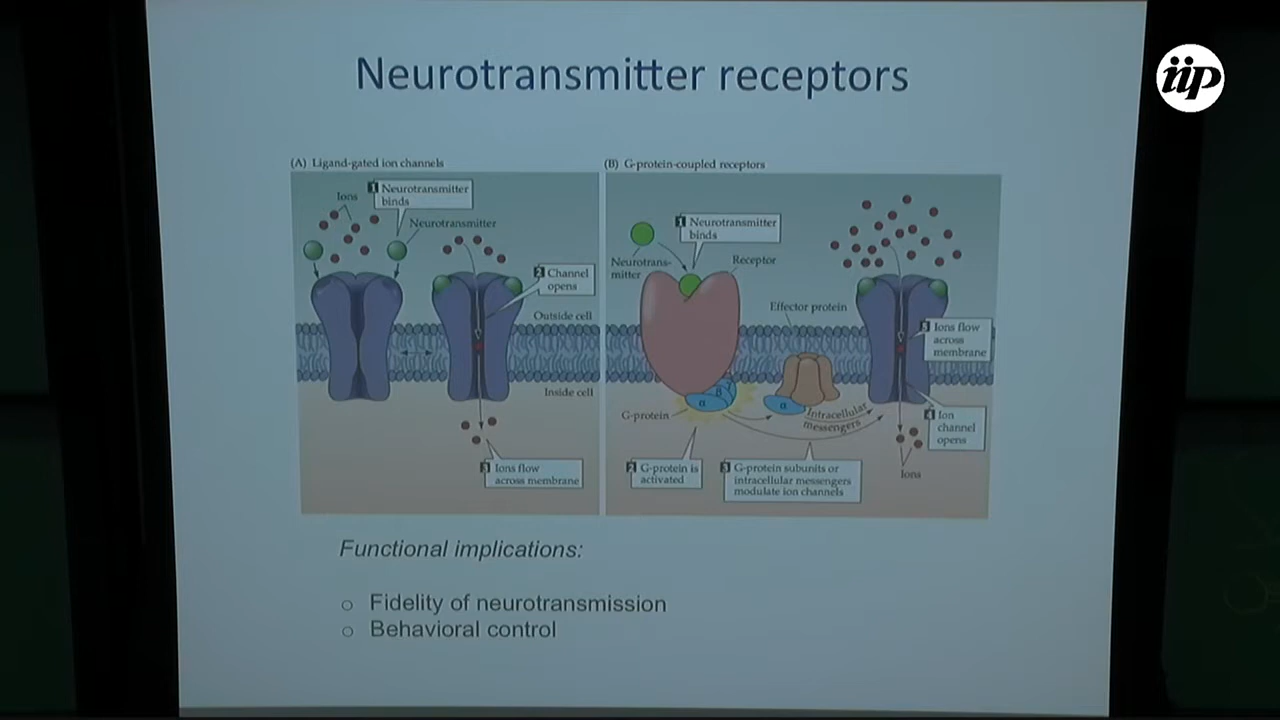 Neurotransmitter receptors
iip
(A) Ligand-gated ion channels
Ions
1 Neurotransmitter
binds
Neurotransmitter
2 Channel
opens
Outside cell
Inside cell
3 Ions flow
across membrane
(B) G-protein-coupled receptors
1 Neurotransmitter
binds
Neurotrans-
mitter
Receptor
Effector protein
5 Ions flow
across
membrane
β
α
α
G-protein
Intracellular
messengers
4 Ion
channel
opens
2 G-protein is
activated
3 G-protein subunits or
intracellular messengers
modulate ion channels
Ions
Functional implications:
○ Fidelity of neurotransmission
○ Behavioral control